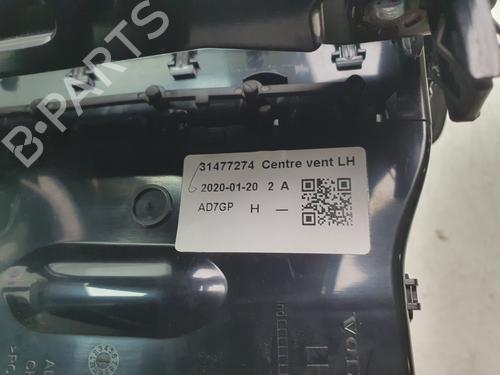 B-PARTS
31477274 Centre vent LH
2020-01-20 2 A
AD7GP H —